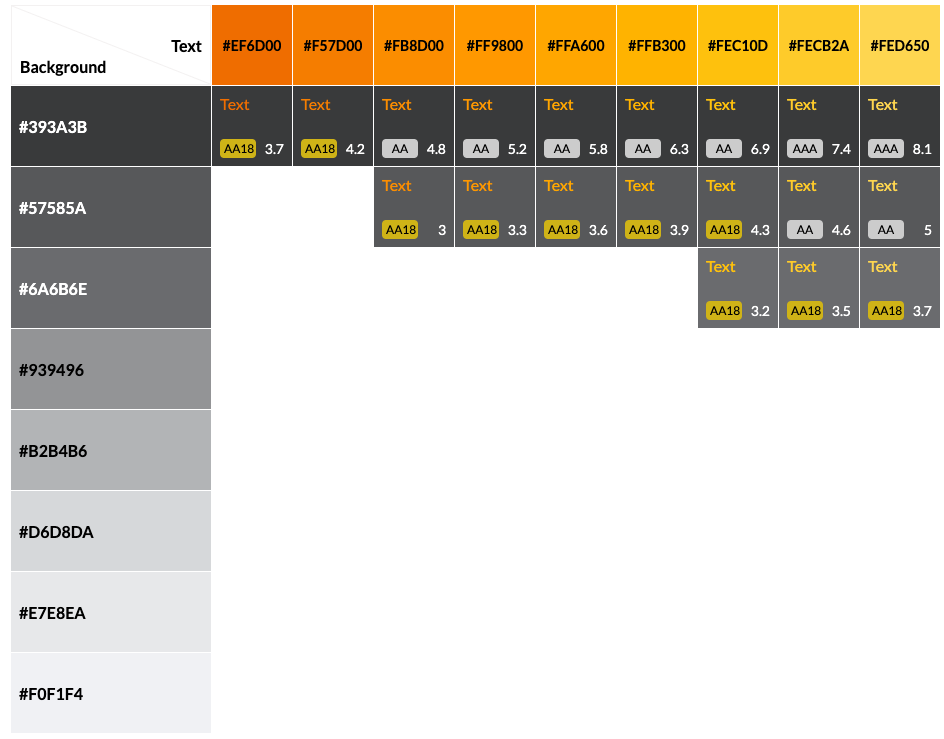 Text
Background
#EF6D00 #F57D00 #FB8D00 #FF9800 #FFA600 #FFB300 #FEC10D #FECB2A #FED650
#393A3B
Text Text Text Text Text Text Text Text Text
AA18 3.7 AA18 4.2 AA 4.8 AA 5.2 AA 5.8 AA 6.3 AA 6.9 AAA 7.4 AAA 8.1
#57585A
Text Text Text Text Text Text Text
AA18 3 AA18 3.3 AA18 3.6 AA18 3.9 AA18 4.3 AA 4.6 AA 5
#6A6B6E
Text Text Text
AA18 3.2 AA18 3.5 AA18 3.7
#939496
#B2B4B6
#D6D8DA
#E7E8EA
#F0F1F4